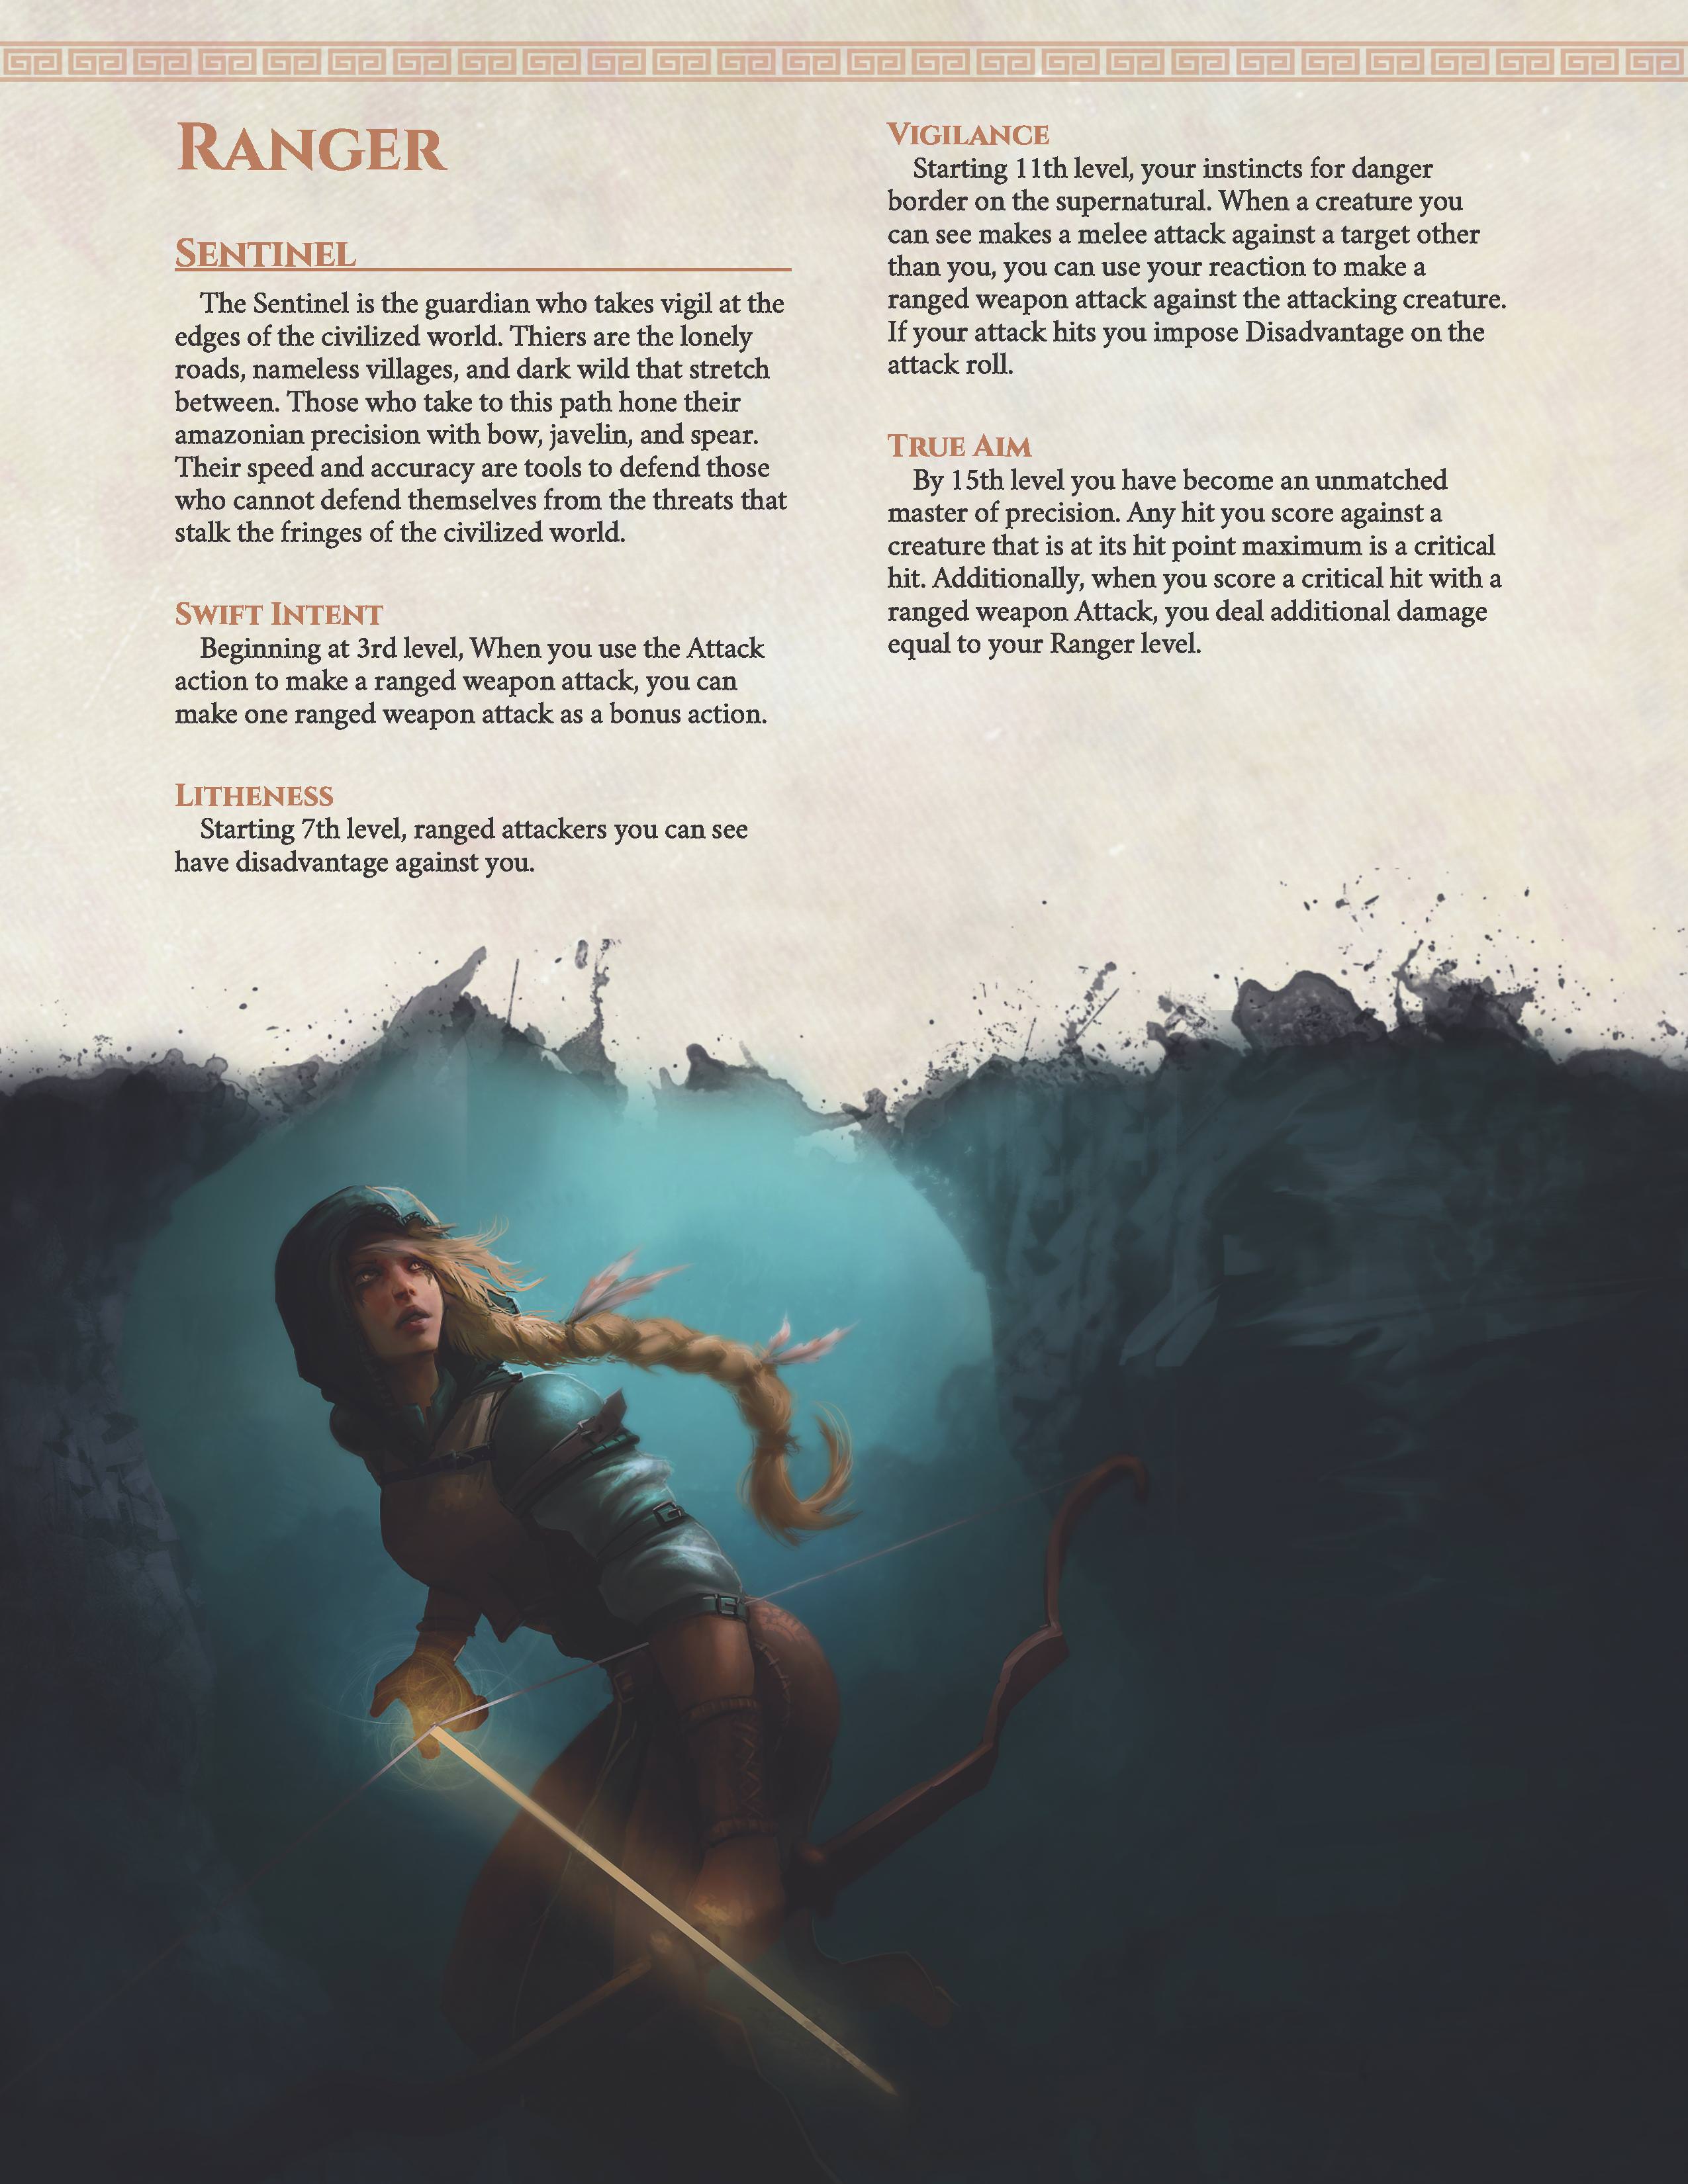 Ranger
Sentinel
The Sentinel is the guardian who takes vigil at the
edges of the civilized world. Thiers are the lonely
roads, nameless villages, and dark wild that stretch
between. Those who take to this path hone their
amazonian precision with bow, javelin, and spear.
Their speed and accuracy are tools to defend those
who cannot defend themselves from the threats that
stalk the fringes of the civilized world.
Swift Intent
Beginning at 3rd level, When you use the Attack
action to make a ranged weapon attack, you can
make one ranged weapon attack as a bonus action.
Litheness
Starting 7th level, ranged attackers you can see
have disadvantage against you.
Vigilance
Starting 11th level, your instincts for danger
border on the supernatural. When a creature you
can see makes a melee attack against a target other
than you, you can use your reaction to make a
ranged weapon attack against the attacking creature.
If your attack hits you impose Disadvantage on the
attack roll.
True Aim
By 15th level you have become an unmatched
master of precision. Any hit you score against a
creature that is at its hit point maximum is a critical
hit. Additionally, when you score a critical hit with a
ranged weapon Attack, you deal additional damage
equal to your Ranger level.